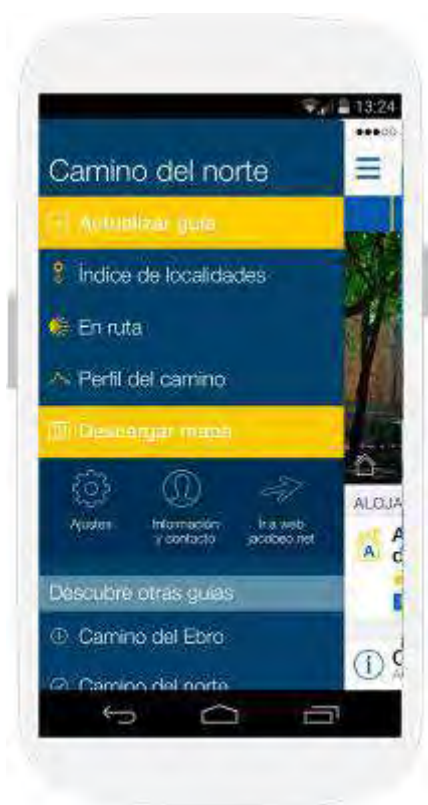 13:24
Camino del norte
Actualizar guía
Índice de localidades
En ruta
Perfil del camino
Descargar mapa
Ajustes
Información
y contacto
Ir a web
jacobeo.net
Descubre otras guías
Camino del Ebro
Camino del norte
ALOJA
A
A
d